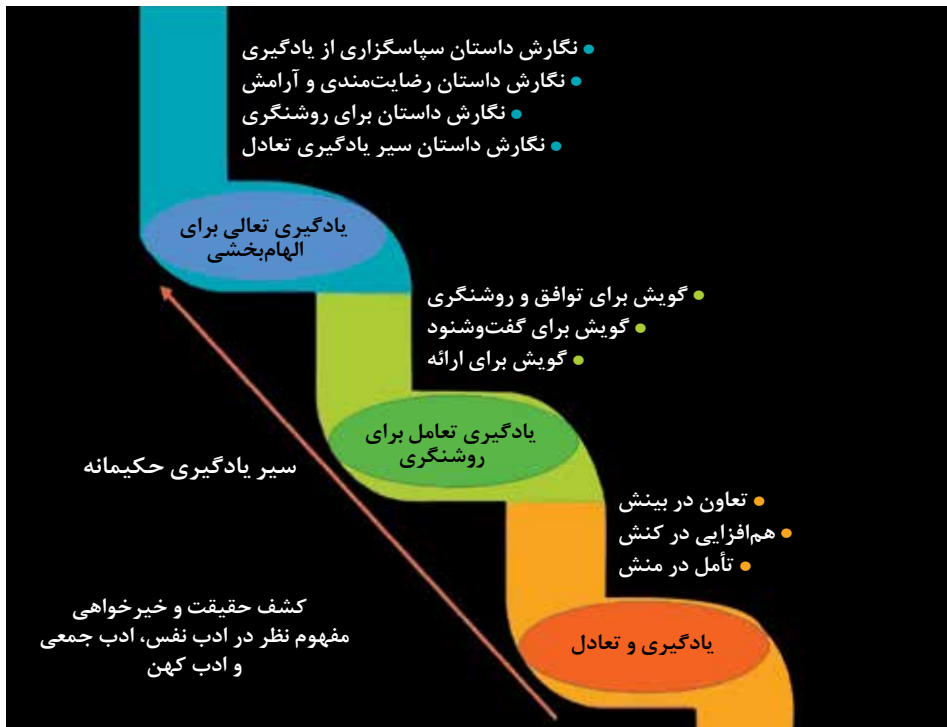 نگارش داستان سپاسگزاری از یادگیری
نگارش داستان رضایت‌مندی و آرامش
نگارش داستان برای روشنگری
نگارش داستان سیر یادگیری تعادل
یادگیری تعالی برای
الهام‌بخشی
گویش برای توافق و روشنگری
گویش برای گفت‌وشنود
گویش برای ارائه
یادگیری تعامل برای
روشنگری
سیر یادگیری حکیمانه
تعاون در بینش
هم‌افزایی در کنش
تأمل در منش
یادگیری و تعادل
کشف حقیقت و خیرخواهی
مفهوم نظر در ادب نفس، ادب جمعی
و ادب کهن